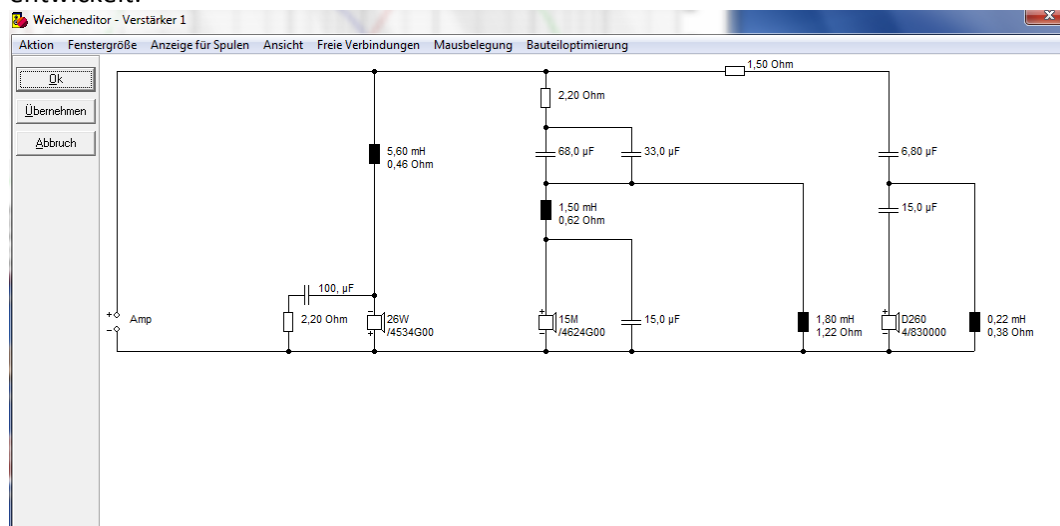 entwickelt.
Weicheneditor - Verstärker 1
Aktion Fenstergröße Anzeige für Spulen Ansicht Freie Verbindungen Mausbelegung Bauteiloptimierung
Ok
Übernehmen
Abbruch
1,50 Ohm
2,20 Ohm
5,60 mH
0,46 Ohm
68,0 µF
33,0 µF
6,80 µF
1,50 mH
0,62 Ohm
15,0 µF
100, µF
2,20 Ohm
+
-
Amp
-
+
26W
/4534G00
+
-
15M
/4624G00
15,0 µF
1,80 mH
1,22 Ohm
+
-
D260
4/830000
0,22 mH
0,38 Ohm